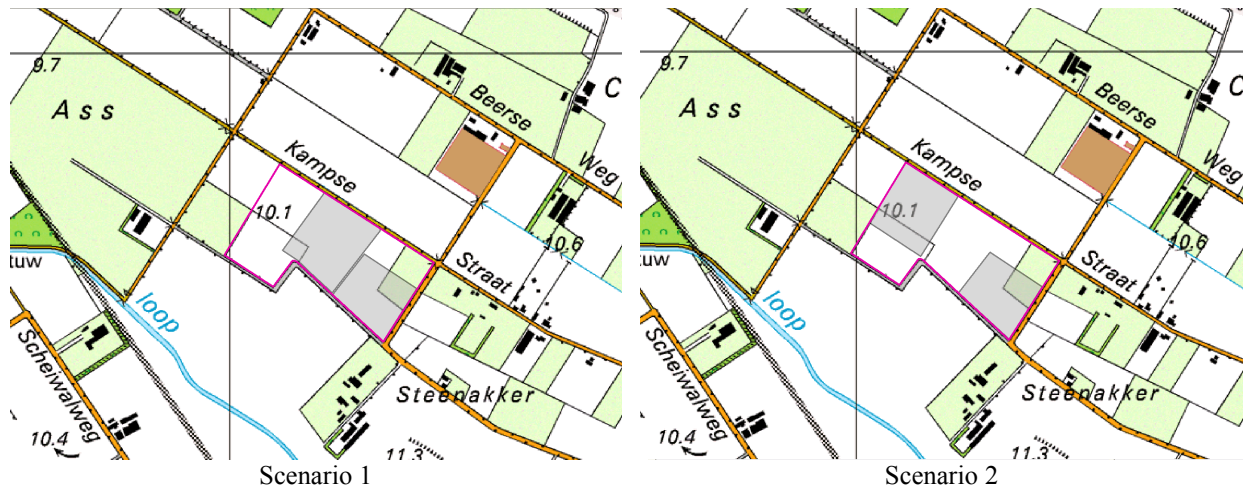 9.7
Ass
Beerse
C
Weg
Kampse
10.1
10.6
tuw
Straat
loop
Scheiwalweg
Steenakker
10.4
11.3
Scenario 1
9.7
Ass
Beerse
C
Weg
Kampse
10.1
10.6
tuw
Straat
loop
Scheiwalweg
Steenakker
10.4
11.3
Scenario 2